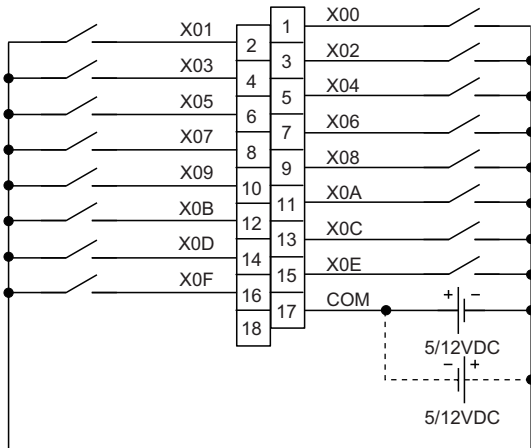 X00
X01
1
2
X02
X03
3
4
X04
X05
5
6
X06
X07
7
8
X08
X09
9
10
X0A
X0B
11
12
X0C
X0D
13
14
X0E
X0F
15
16
COM
17
18
+ −
5/12VDC
− +
5/12VDC